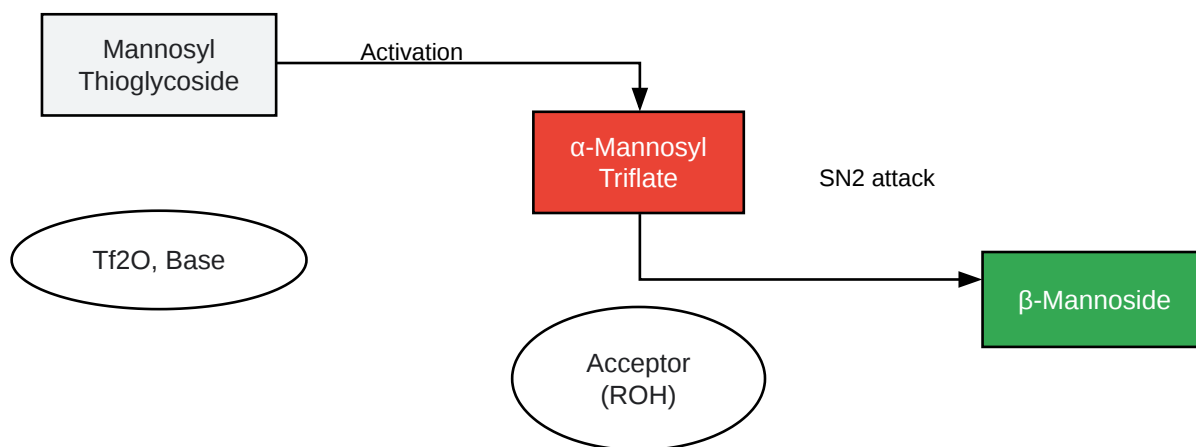 Mannosyl
Thioglycoside
Activation
α-Mannosyl
Triflate
SN2 attack
Tf2O, Base
β-Mannoside
Acceptor
(ROH)